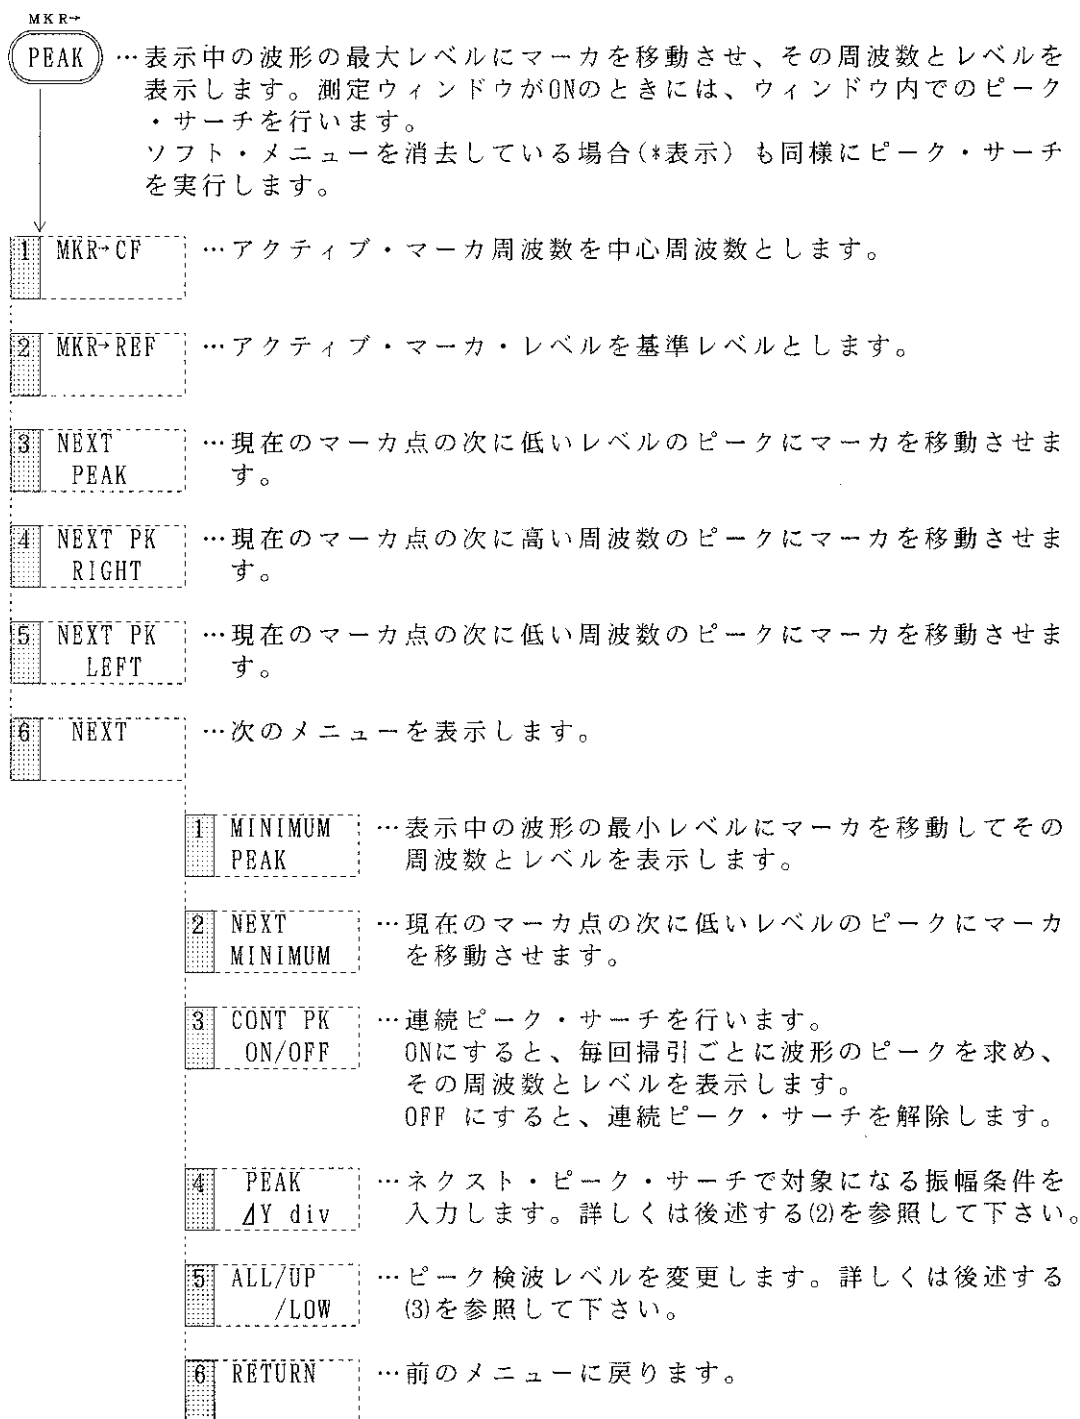 MKR→
PEAK …表示中の波形の最大レベルにマーカを移動させ、その周波数とレベルを
表示します。測定ウィンドウがONのときには、ウィンドウ内でのピーク
・サーチを行います。
ソフト・メニューを消去している場合(*表示)も同様にピーク・サーチ
を実行します。
1 MKR→CF …アクティブ・マーカ周波数を中心周波数とします。
2 MKR→REF …アクティブ・マーカ・レベルを基準レベルとします。
3 NEXT …現在のマーカ点の次に低いレベルのピークにマーカを移動させま
PEAK す。
4 NEXT PK …現在のマーカ点の次に高い周波数のピークにマーカを移動させま
RIGHT す。
5 NEXT PK …現在のマーカ点の次に低い周波数のピークにマーカを移動させま
LEFT す。
6 NEXT …次のメニューを表示します。
1 MINIMUM …表示中の波形の最小レベルにマーカを移動してその
PEAK 周波数とレベルを表示します。
2 NEXT …現在のマーカ点の次に低いレベルのピークにマーカ
MINIMUM を移動させます。
3 CONT PK …連続ピーク・サーチを行います。
ON/OFF ONにすると、毎回掃引ごとに波形のピークを求め、
その周波数とレベルを表示します。
OFF にすると、連続ピーク・サーチを解除します。
4 PEAK …ネクスト・ピーク・サーチで対象になる振幅条件を
⊿Y div 入力します。詳しくは後述する(2)を参照して下さい。
5 ALL/UP …ピーク検波レベルを変更します。詳しくは後述する
/LOW (3)を参照して下さい。
6 RETURN …前のメニューに戻ります。